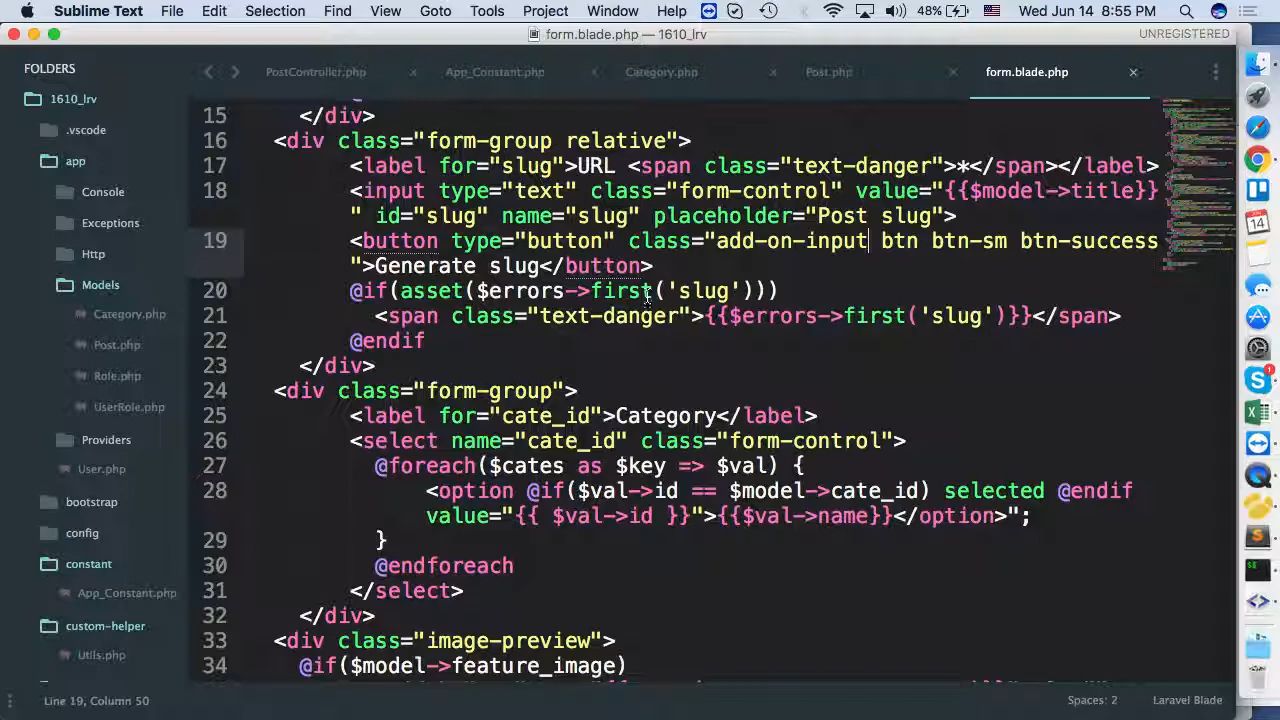 Sublime Text File Edit Selection Find View Goto Tools Project Window Help 48% Wed Jun 14 8:55 PM
form.blade.php — 1610_lrv UNREGISTERED
FOLDERS
1610_lrv
.vscode
app
Console
Exceptions
Http
Models
Category.php
Post.php
Role.php
UserRole.php
Providers
User.php
bootstrap
config
constant
App_Constant.php
custom-helper
Utils.php
PostController.php App_Constant.php Category.php Post.php form.blade.php
15 </div>
16 <div class="form-group relative">
17 <label for="slug">URL <span class="text-danger">*</span></label>
18 <input type="text" class="form-control" value="{{$model->title}}
" id="slug" name="slug" placeholder="Post slug">
19 <button type="button" class="add-on-input btn btn-sm btn-success
">Generate slug</button>
20 @if(asset($errors->first('slug')))
21 <span class="text-danger">{{$errors->first('slug')}}</span>
22 @endif
23 </div>
24 <div class="form-group">
25 <label for="cate_id">Category</label>
26 <select name="cate_id" class="form-control">
27 @foreach($cates as $key => $val) {
28 <option @if($val->id == $model->cate_id) selected @endif
value="{{ $val->id }}">{{$val->name}}</option>";
29 }
30 @endforeach
31 </select>
32 </div>
33 <div class="image-preview">
34 @if($model->feature_image)
Line 19, Column 50 Spaces: 2 Laravel Blade
14
1